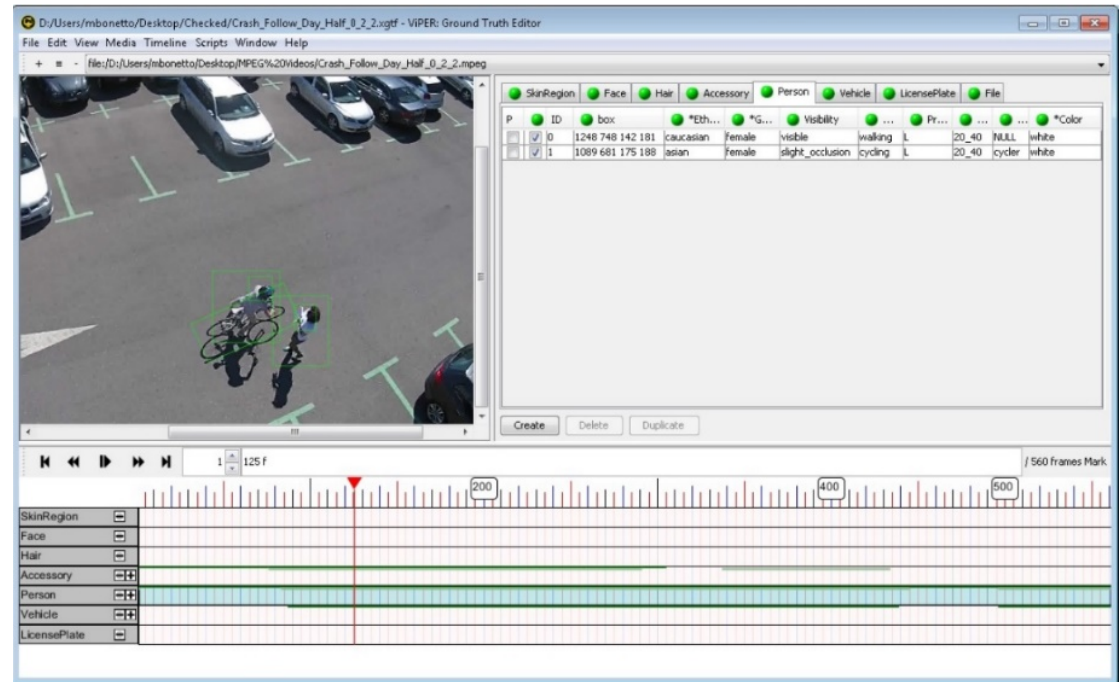 D:/Users/mbonetto/Desktop/Checked/Crash_Follow_Day_Half_0_2_2.xgtf - ViPER: Ground Truth Editor
File Edit View Media Timeline Scripts Window Help
+ = - file:/D:/Users/mbonetto/Desktop/MPEG%20Videos/Crash_Follow_Day_Half_0_2_2.mpeg
SkinRegion Face Hair Accessory Person Vehicle LicensePlate File
P ID box *Eth... *G... Visibility ... Pr... ... ... *Color
0 1248 748 142 181 caucasian female visible walking L 20_40 NULL white
1 1089 681 175 188 asian female slight_occlusion cycling L 20_40 cycler white
Create Delete Duplicate
1 125 f / 560 frames Mark
200 400 500
SkinRegion
Face
Hair
Accessory
Person
Vehicle
LicensePlate